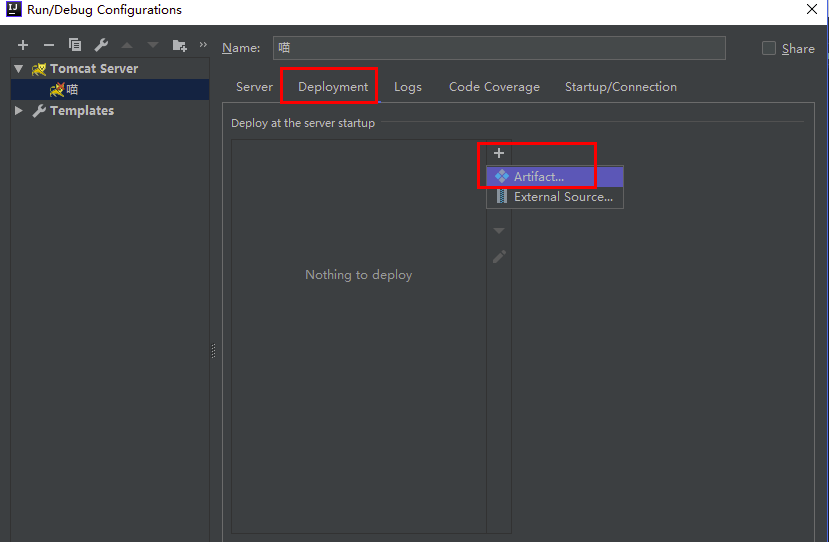 Run/Debug Configurations
Name: 喵
Share
Tomcat Server
喵
Templates
Server Deployment Logs Code Coverage Startup/Connection
Deploy at the server startup
Artifact...
External Source...
Nothing to deploy